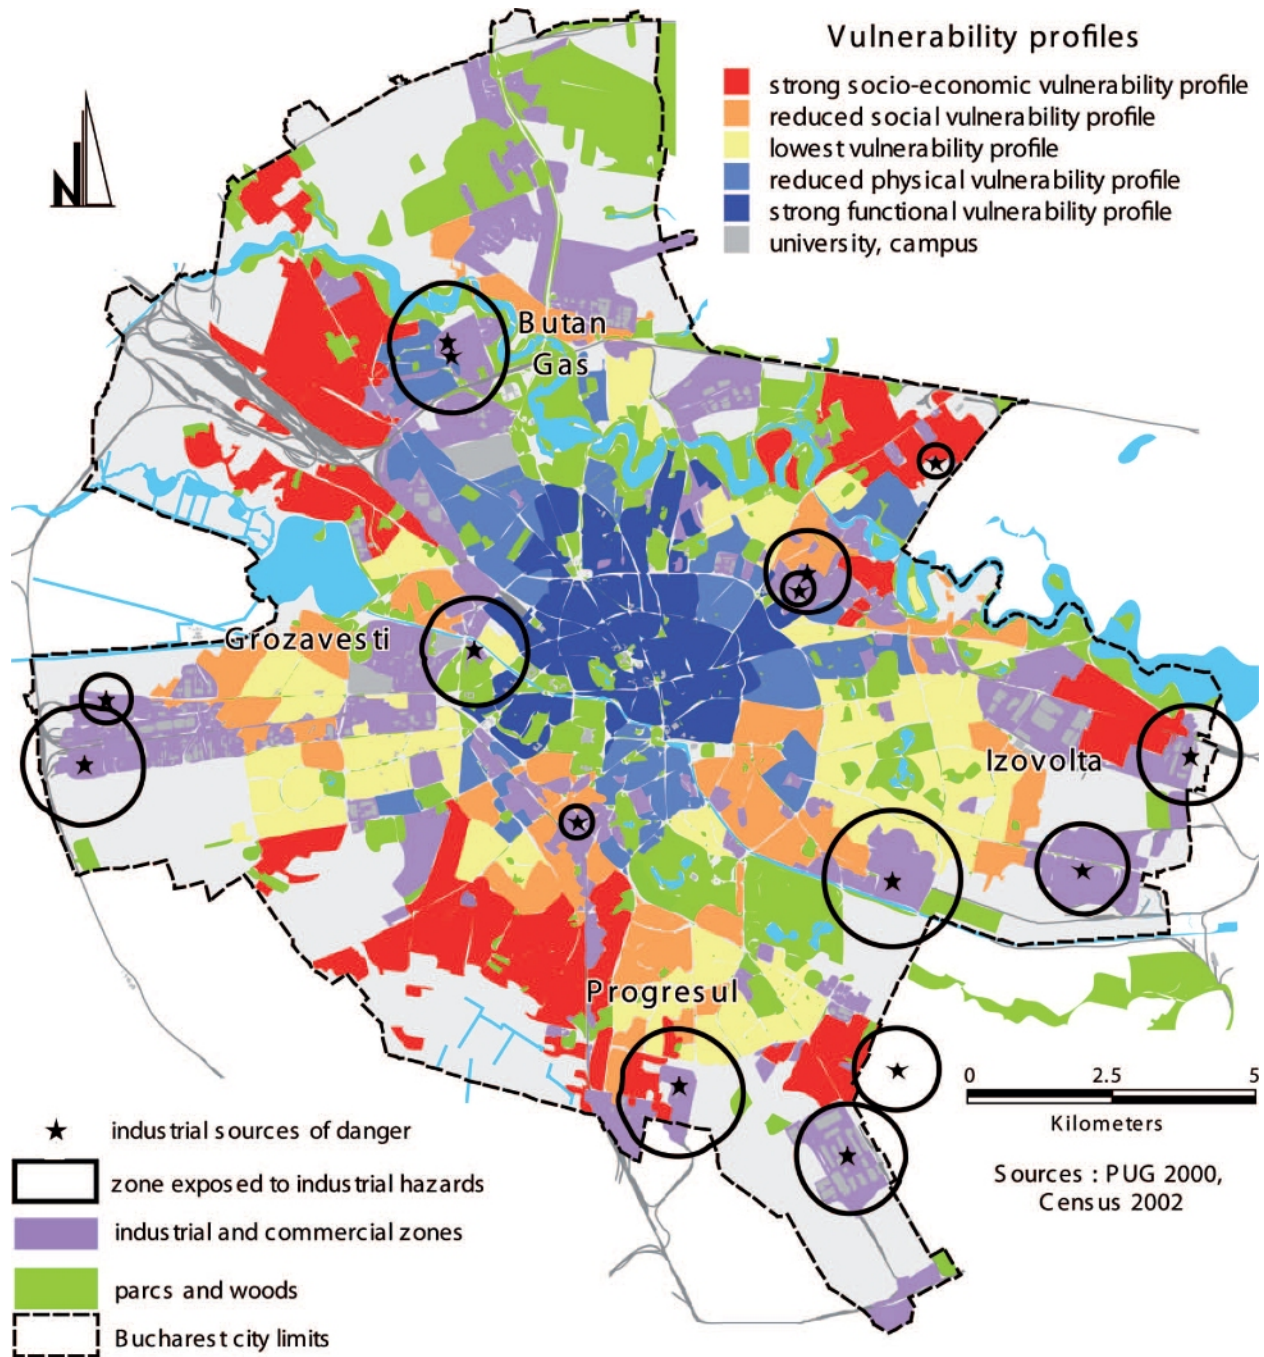 Vulnerability profiles
strong socio-economic vulnerability profile
reduced social vulnerability profile
lowest vulnerability profile
reduced physical vulnerability profile
strong functional vulnerability profile
university, campus
N
Butan
Gas
Grozavesti
Izovolta
Progresul
0 2.5 5
Kilometers
Sources : PUG 2000,
Census 2002
industrial sources of danger
zone exposed to industrial hazards
industrial and commercial zones
parcs and woods
Bucharest city limits